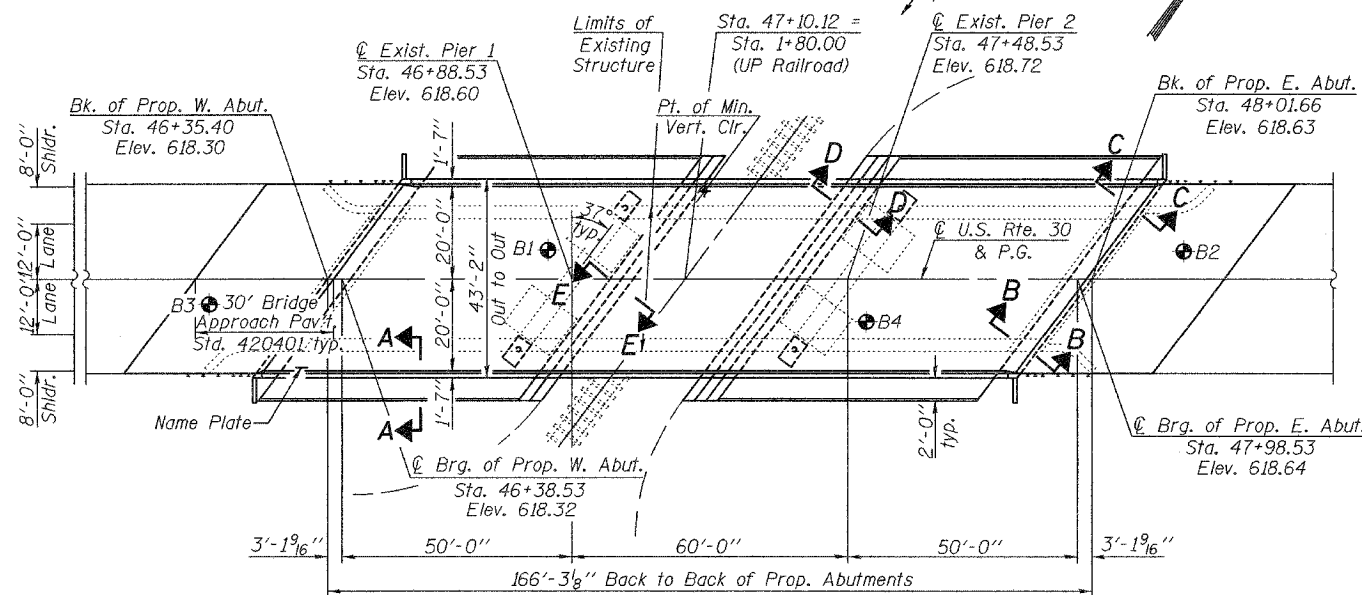 Limits of
Existing
Structure
Sta. 47+10.12 =
Sta. 1+80.00
(UP Railroad)
℄ Exist. Pier 2
Sta. 47+48.53
Elev. 618.72
℄ Exist. Pier 1
Sta. 46+88.53
Elev. 618.60
Bk. of Prop. W. Abut.
Sta. 46+35.40
Elev. 618.30
Pt. of Min.
Vert. Clr.
Bk. of Prop. E. Abut.
Sta. 48+01.66
Elev. 618.63
8'-0"
Shldr.
12'-0"
Lane
12'-0"
Lane
8'-0"
Shldr.
1'-7"
20'-0"
20'-0"
1'-7"
43'-2"
Out to Out
37°
typ.
D
D
C
C
B1
℄ U.S. Rte. 30
& P.G.
B2
E
E
B3
30' Bridge
Approach Pav't.
Std. 420401 typ.
A
A
B
B
B4
Name Plate
2'-0"
typ.
℄ Brg. of Prop. W. Abut.
Sta. 46+38.53
Elev. 618.32
℄ Brg. of Prop. E. Abut.
Sta. 47+98.53
Elev. 618.64
3'-1 9/16"
50'-0"
60'-0"
50'-0"
3'-1 9/16"
166'-3 1/8" Back to Back of Prop. Abutments